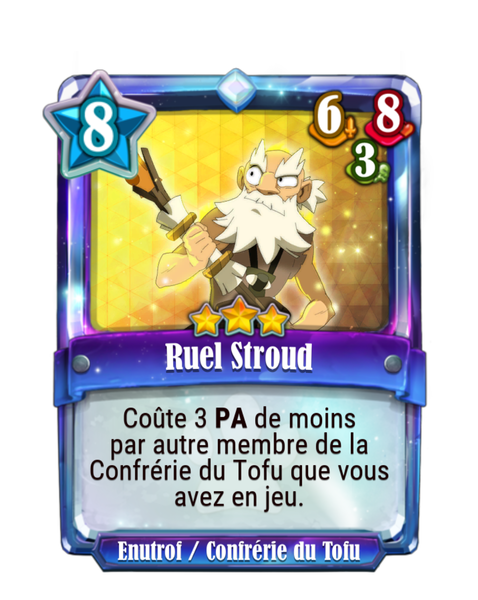 8
6 8
3
Ruel Stroud
Coûte 3 PA de moins
par autre membre de la
Confrérie du Tofu que vous
avez en jeu.
Enutrof / Confrérie du Tofu